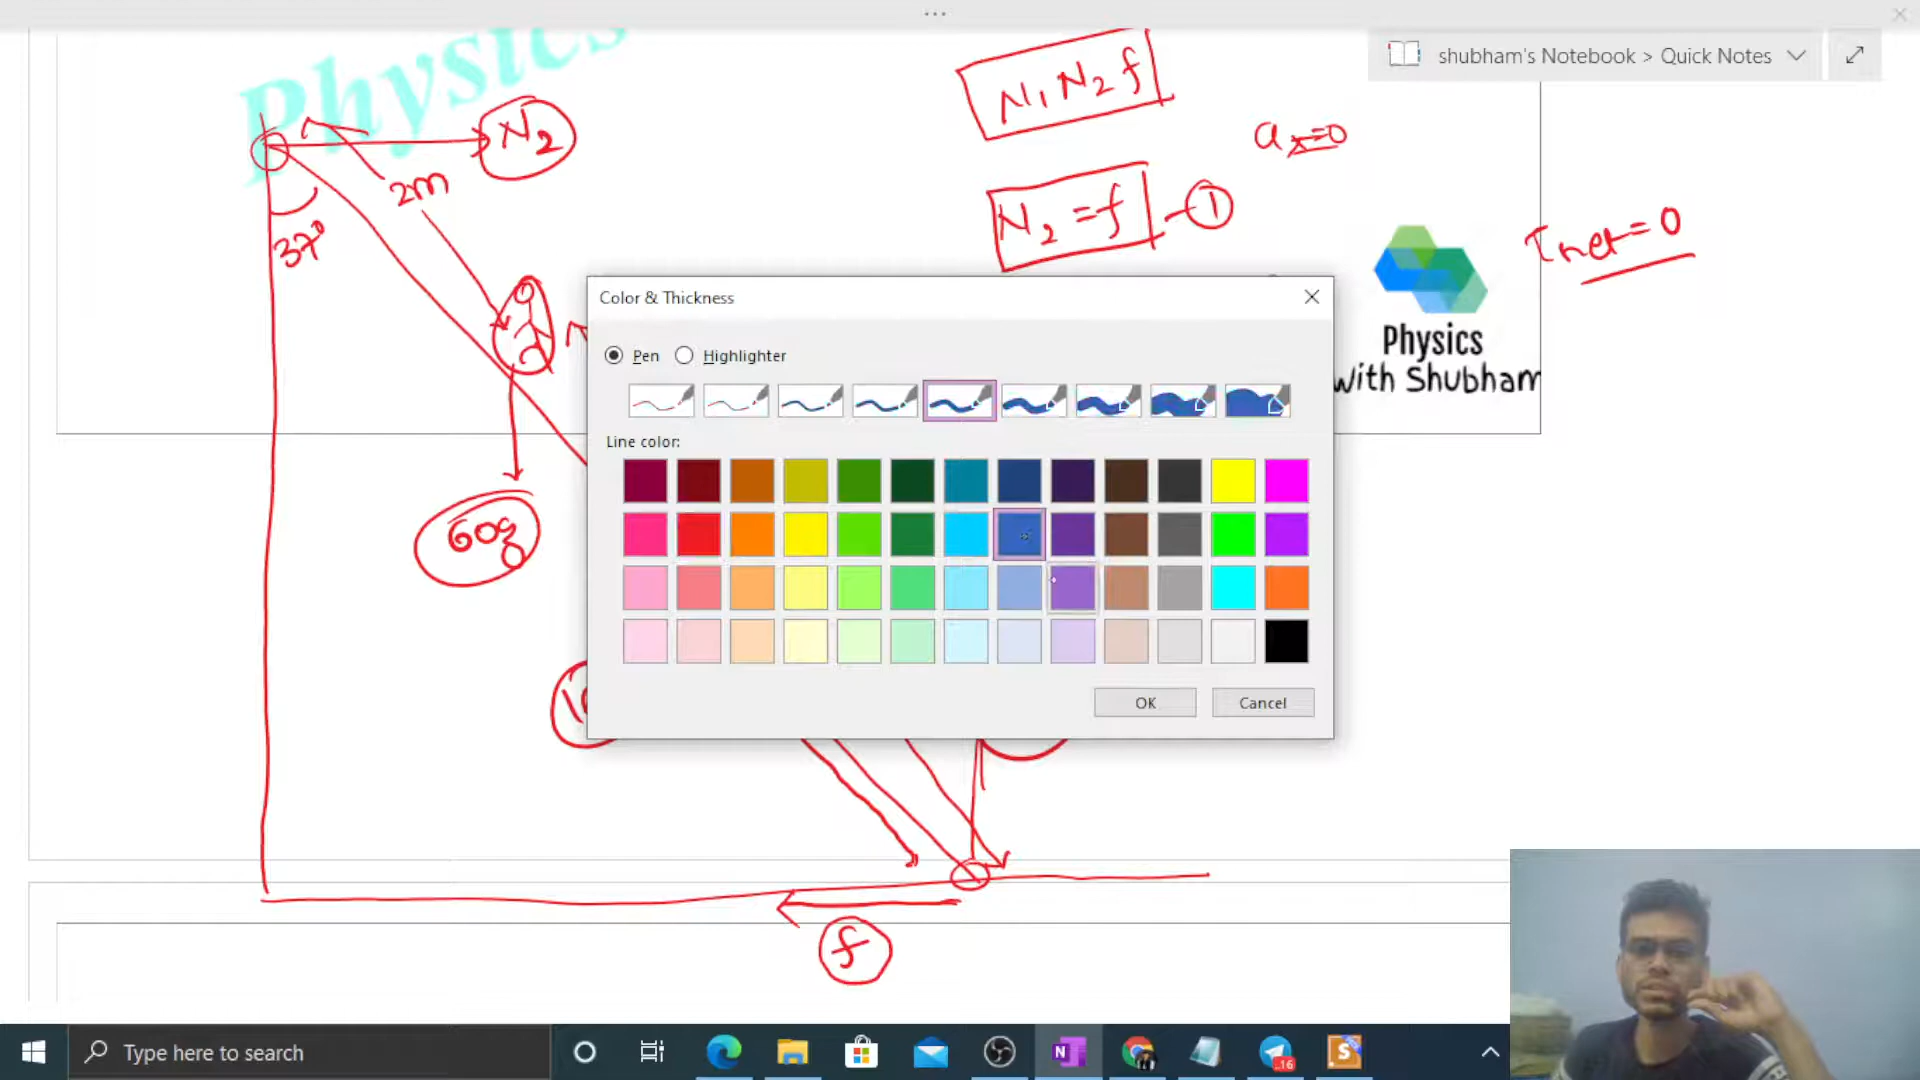 ...
shubham's Notebook > Quick Notes
Physics
N₁ N₂ f
N₂
aₓ=0
2m
N₂ =f
①
τnet=0
37°
Color & Thickness
Physics
With Shubham
Pen
Highlighter
Line color:
60g
OK
Cancel
f
Type here to search
16